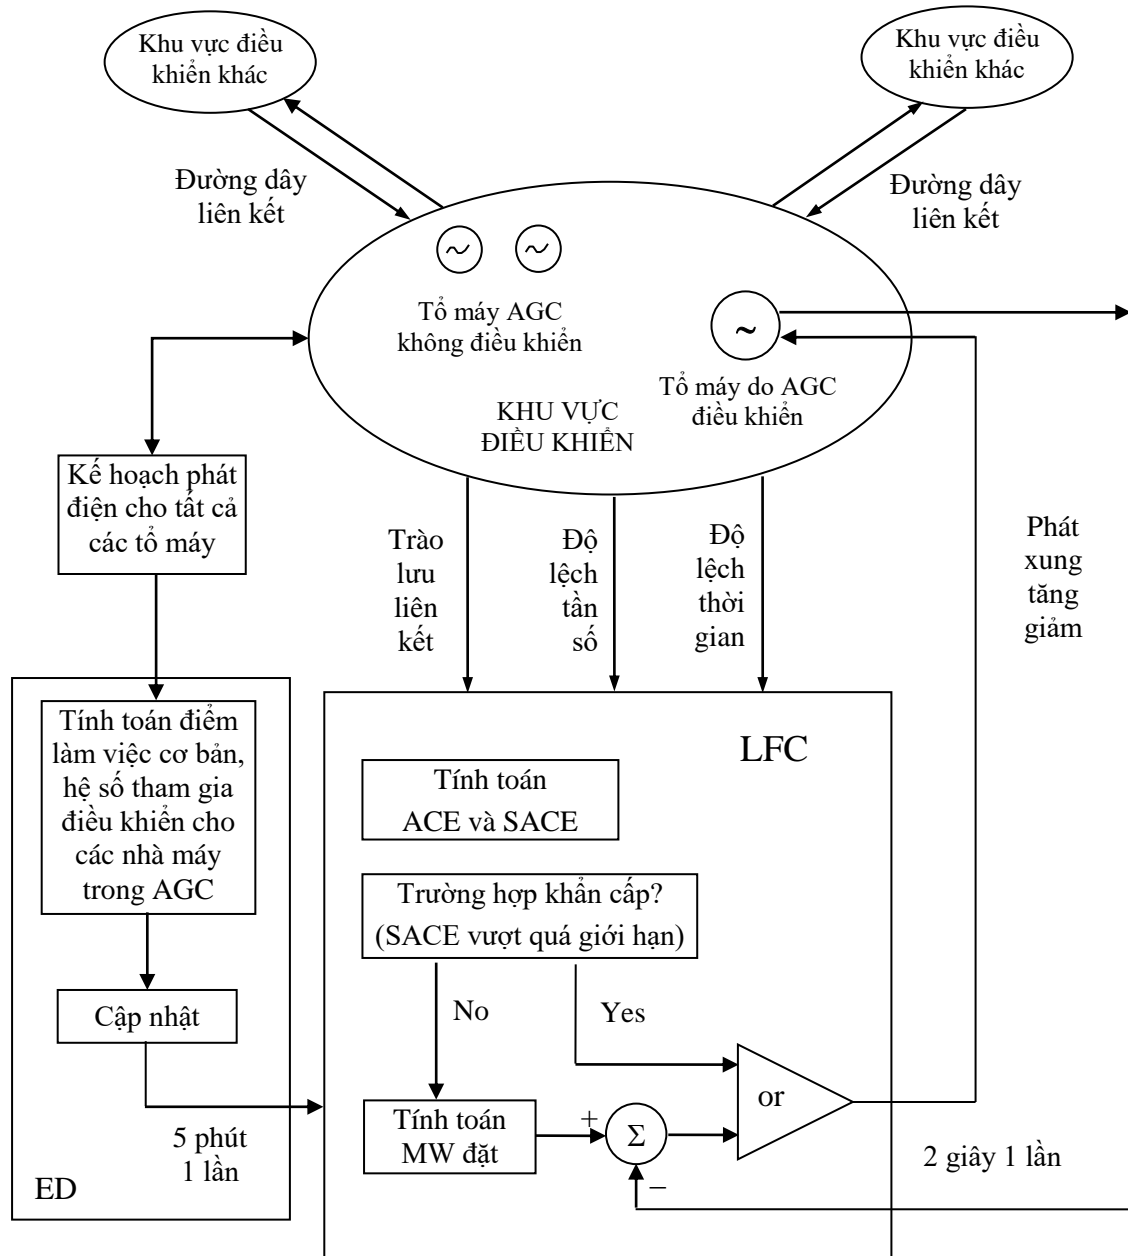 Khu vực điều
khiển khác
Khu vực điều
khiển khác
Đường dây
liên kết
Đường dây
liên kết
~
~
Tổ máy AGC
không điều khiển
~
Tổ máy do AGC
điều khiển
KHU VỰC
ĐIỀU KHIỂN
Kế hoạch phát
điện cho tất cả
các tổ máy
Trào
lưu
liên
kết
Độ
lệch
tần
số
Độ
lệch
thời
gian
Phát
xung
tăng
giảm
Tính toán điểm
làm việc cơ bản,
hệ số tham gia
điều khiển cho
các nhà máy
trong AGC
Cập nhật
5 phút
1 lần
ED
LFC
Tính toán
ACE và SACE
Trường hợp khẩn cấp?
(SACE vượt quá giới hạn)
No
Yes
Tính toán
MW đặt
+
Σ
−
or
2 giây 1 lần